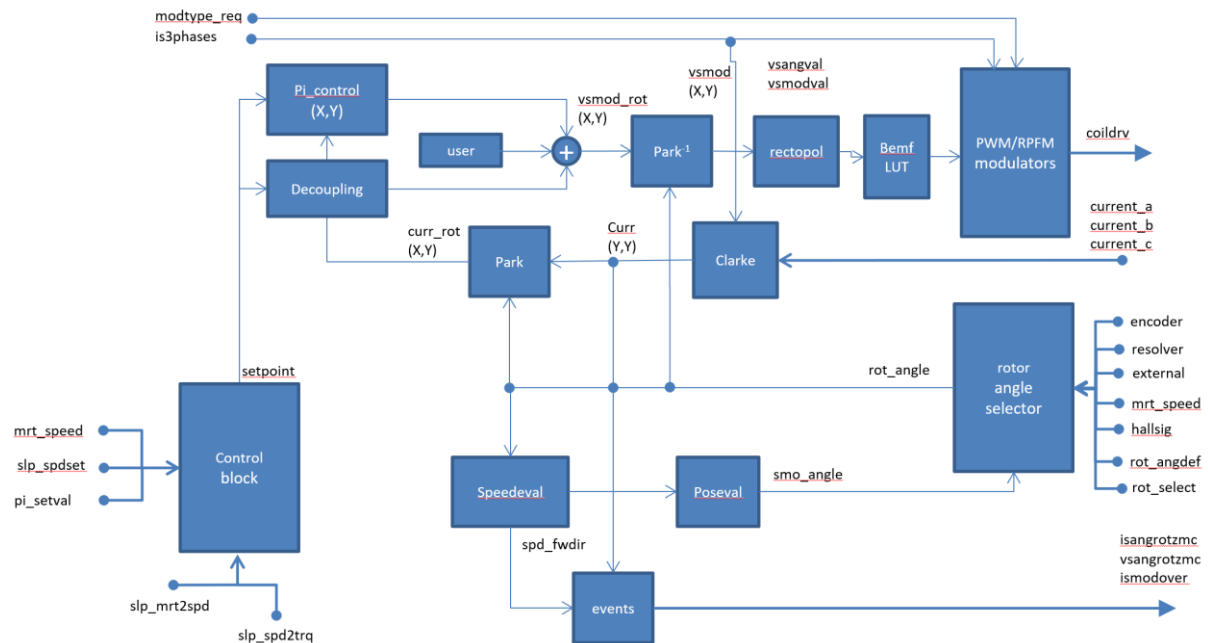 modtype_req
is3phases
Pi_control
(X,Y)
vsmod_rot
(X,Y)
vsmod
(X,Y)
vsangval
vsmodval
user
+
Park-1
rectopol
Bemf
LUT
PWM/RPFM
modulators
coildrv
Decoupling
curr_rot
(X,Y)
Park
Curr
(Y,Y)
Clarke
current_a
current_b
current_c
setpoint
rot_angle
rotor
angle
selector
encoder
resolver
external
mrt_speed
hallsig
rot_angdef
rot_select
mrt_speed
slp_spdset
pi_setval
Control
block
Speedeval
Poseval
smo_angle
spd_fwdir
events
isangrotzmc
vsangrotzmc
ismodover
slp_mrt2spd
slp_spd2trq